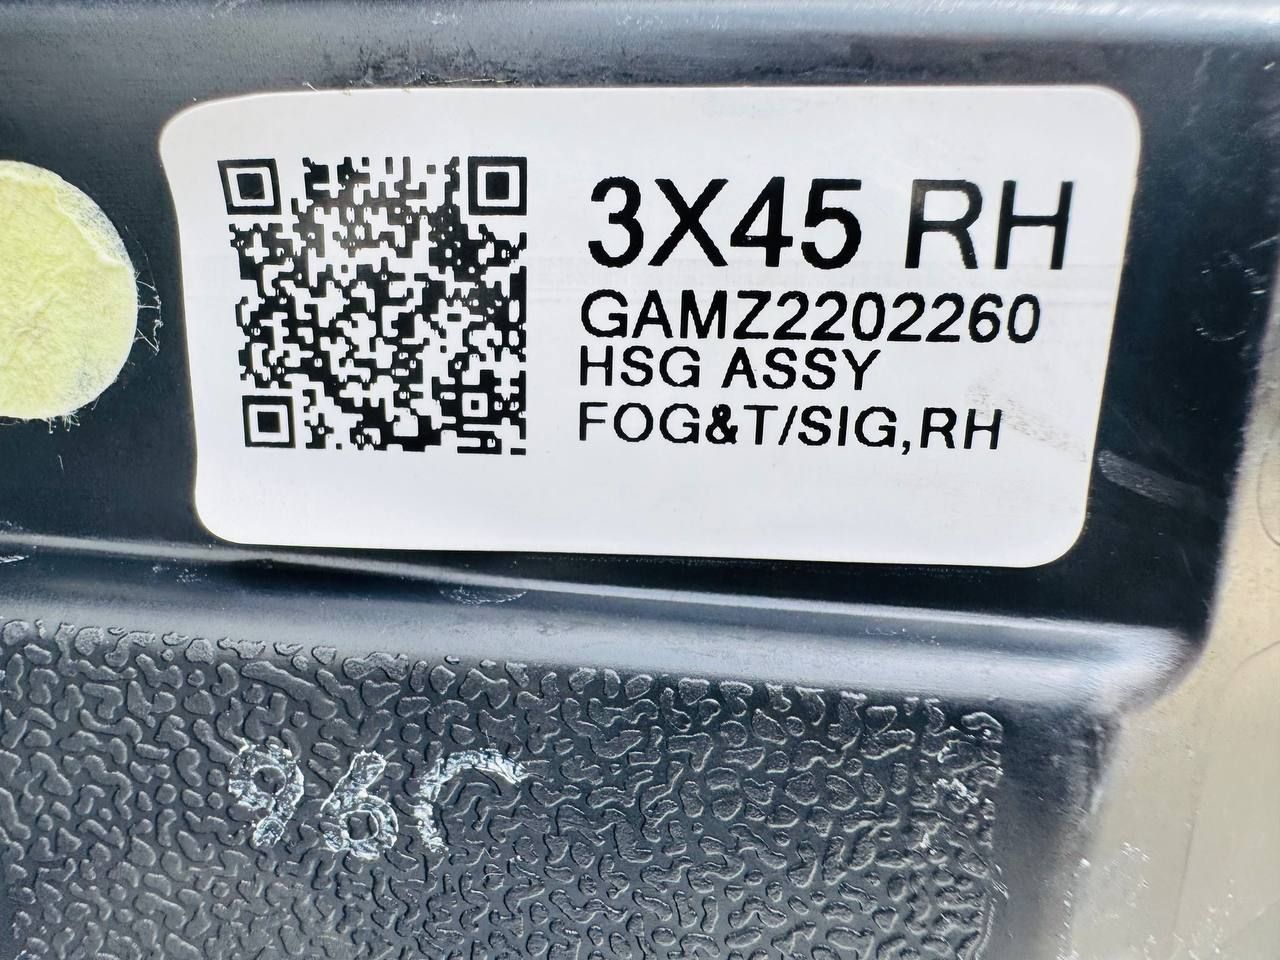 3X45 RH
GAMZ2202260
HSG ASSY
FOG&T/SIG,RH